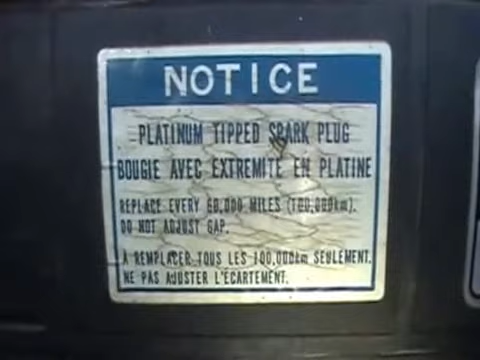 NOTICE
PLATINUM TIPPED SPARK PLUG
BOUGIE AVEC EXTREMITE EN PLATINE
REPLACE EVERY 60,000 MILES (100,000km).
DO NOT ADJUST GAP.
A REMPLACER TOUS LES 100,000km SEULEMENT.
NE PAS AJUSTER L'ÉCARTEMENT.